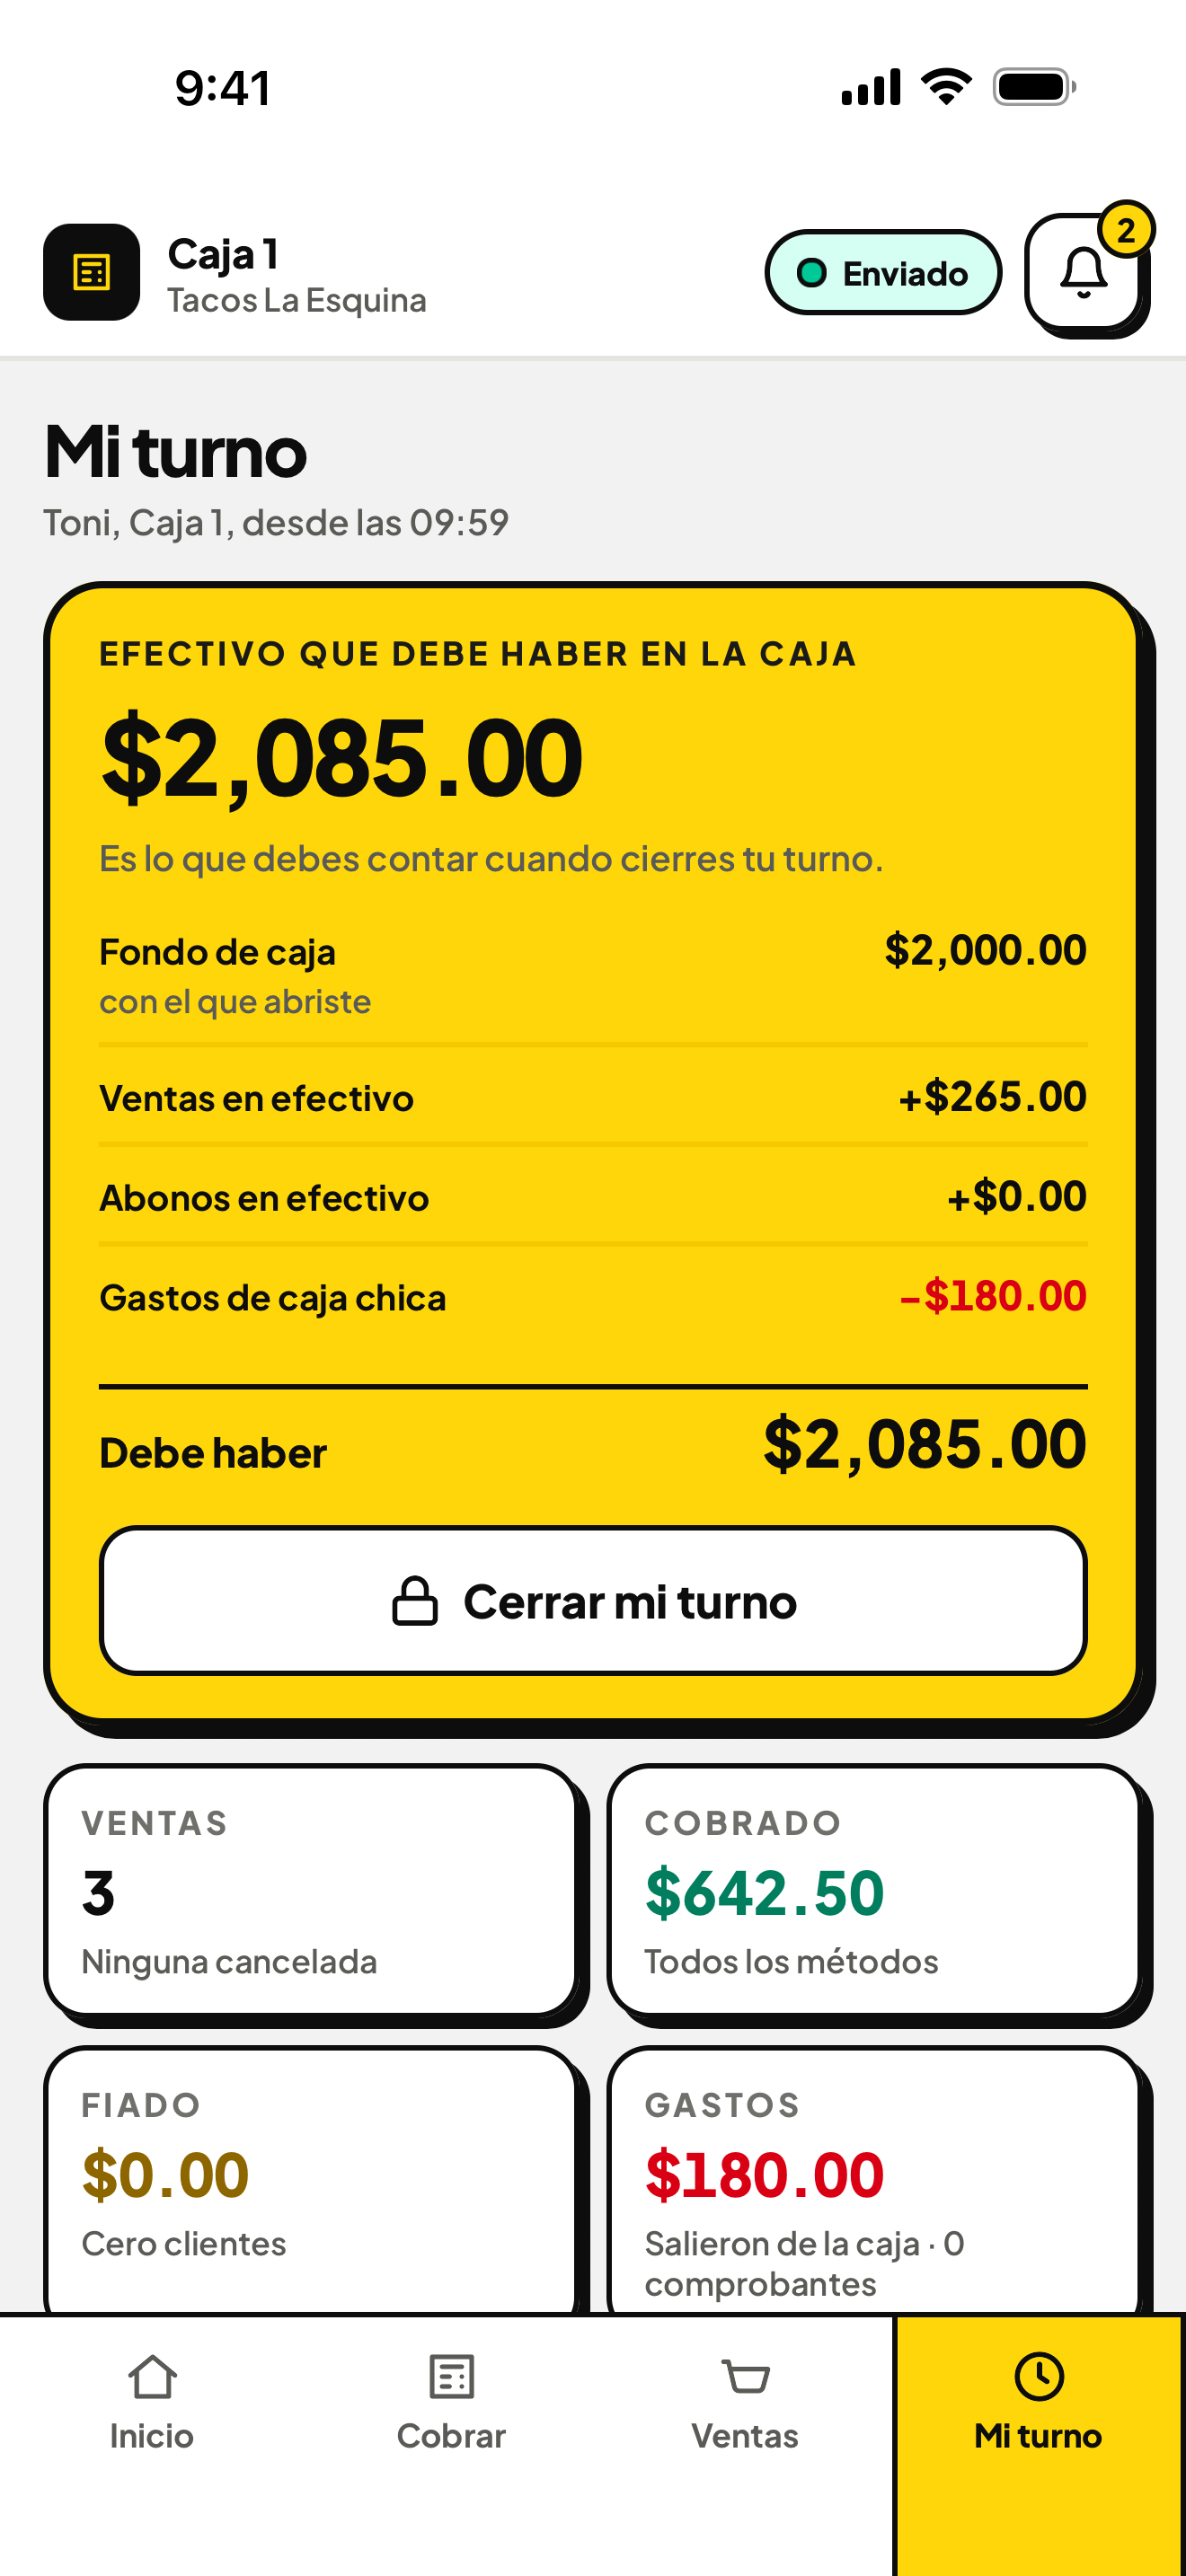 9:41
Caja 1
Tacos La Esquina
Enviado
2
Mi turno
Toni, Caja 1, desde las 09:59
EFECTIVO QUE DEBE HABER EN LA CAJA
$2,085.00
Es lo que debes contar cuando cierres tu turno.
Fondo de caja $2,000.00
con el que abriste
Ventas en efectivo +$265.00
Abonos en efectivo +$0.00
Gastos de caja chica −$180.00
Debe haber $2,085.00
Cerrar mi turno
VENTAS
3
Ninguna cancelada
COBRADO
$642.50
Todos los métodos
FIADO
$0.00
Cero clientes
GASTOS
$180.00
Salieron de la caja · 0
comprobantes
Inicio
Cobrar
Ventas
Mi turno